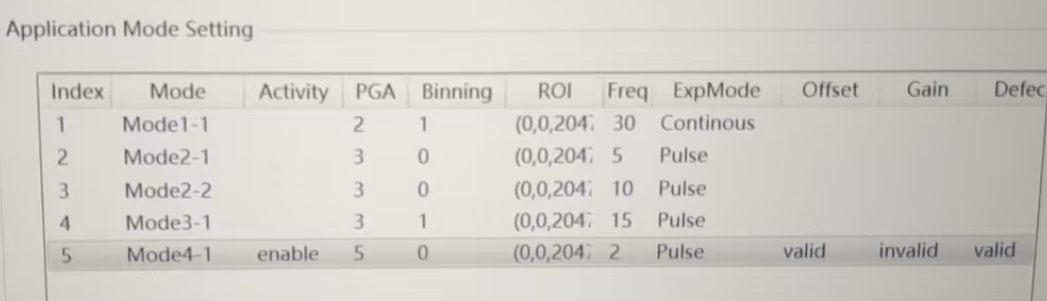 Application Mode Setting
Index Mode Activity PGA Binning ROI Freq ExpMode Offset Gain Defec
1 Mode1-1 2 1 (0,0,204 30 Continous
2 Mode2-1 3 0 (0,0,204 5 Pulse
3 Mode2-2 3 0 (0,0,204 10 Pulse
4 Mode3-1 3 1 (0,0,204 15 Pulse
5 Mode4-1 enable 5 0 (0,0,204 2 Pulse valid invalid valid